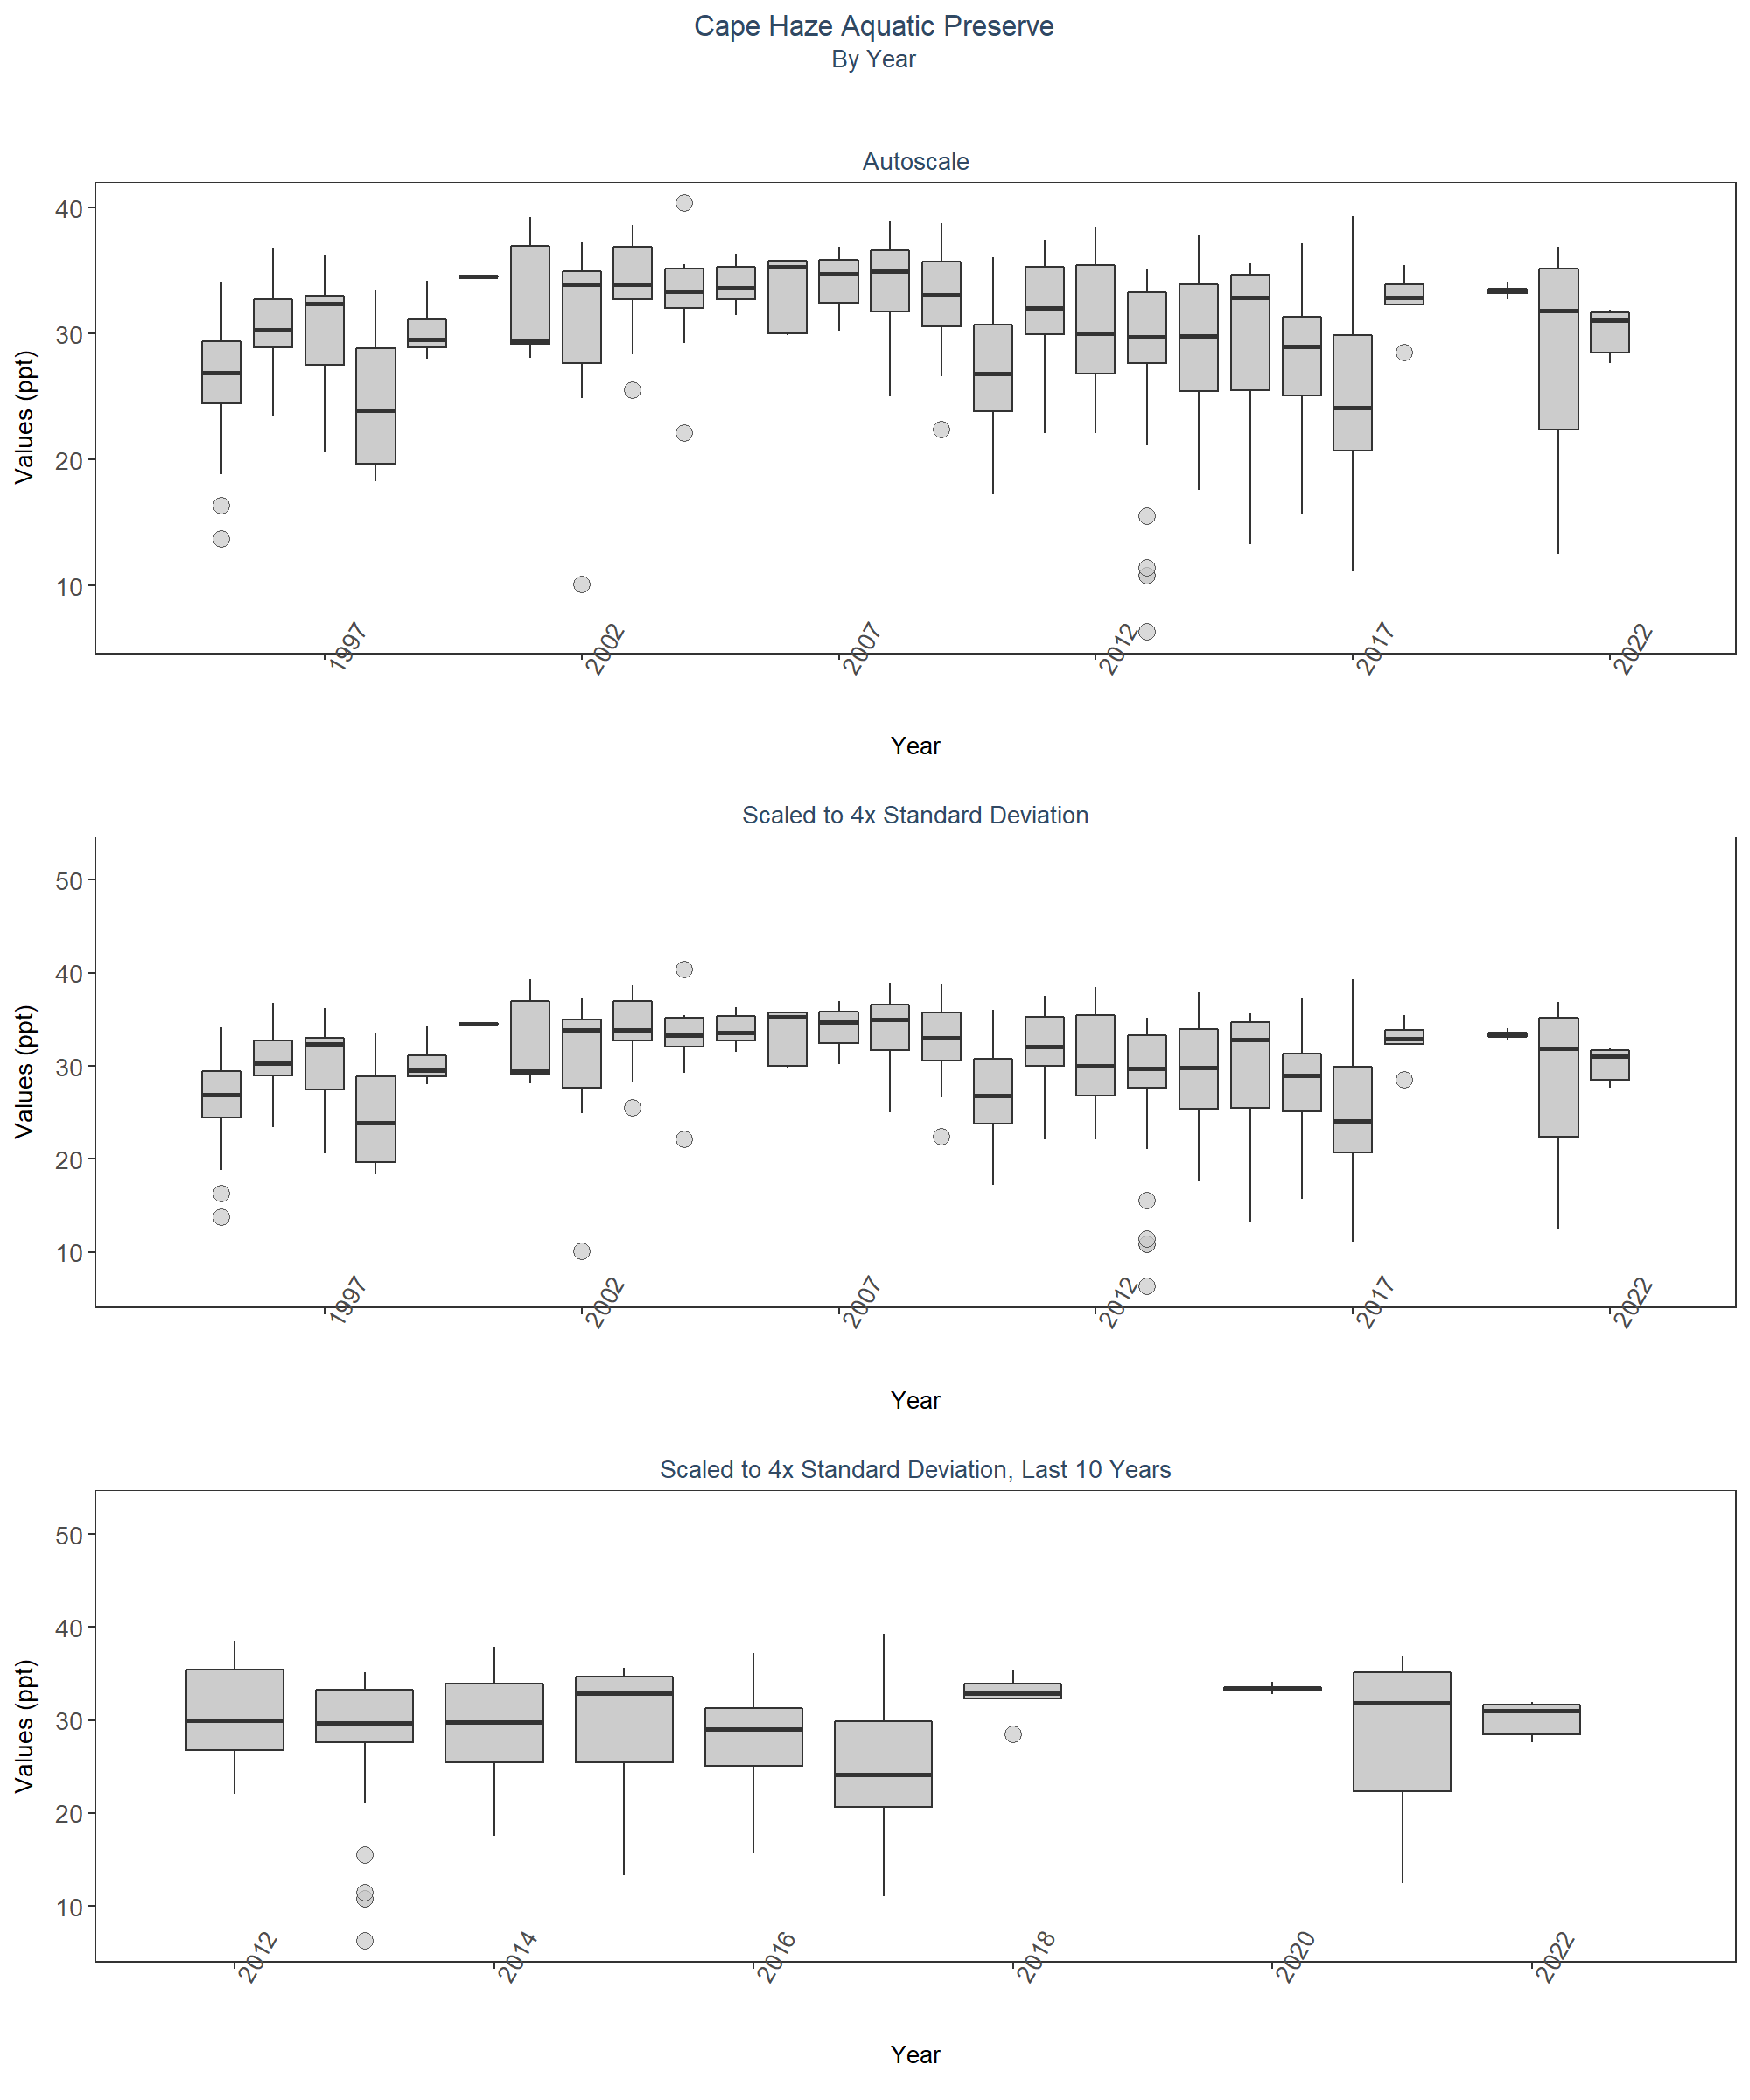 Cape Haze Aquatic Preserve
By Year
Autoscale
Values (ppt)
40
30
20
10
1997
2002
2007
2012
2017
2022
Year
Scaled to 4x Standard Deviation
Values (ppt)
50
40
30
20
10
1997
2002
2007
2012
2017
2022
Year
Scaled to 4x Standard Deviation, Last 10 Years
Values (ppt)
50
40
30
20
10
2012
2014
2016
2018
2020
2022
Year